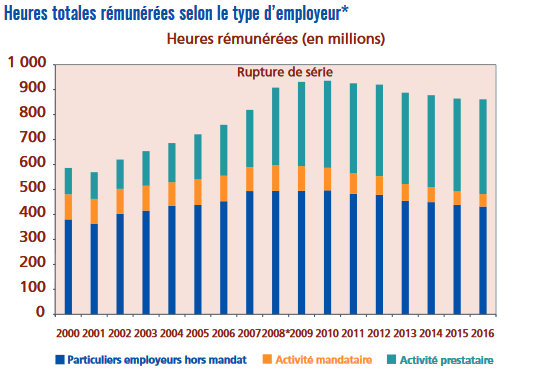 Heures totales rémunérées selon le type d'employeur*
Heures rémunérées (en millions)
Rupture de série
1 000
900
800
700
600
500
400
300
200
100
0
2000 2001 2002 2003 2004 2005 2006 2007 2008* 2009 2010 2011 2012 2013 2014 2015 2016
Particuliers employeurs hors mandat Activité mandataire Activité prestataire